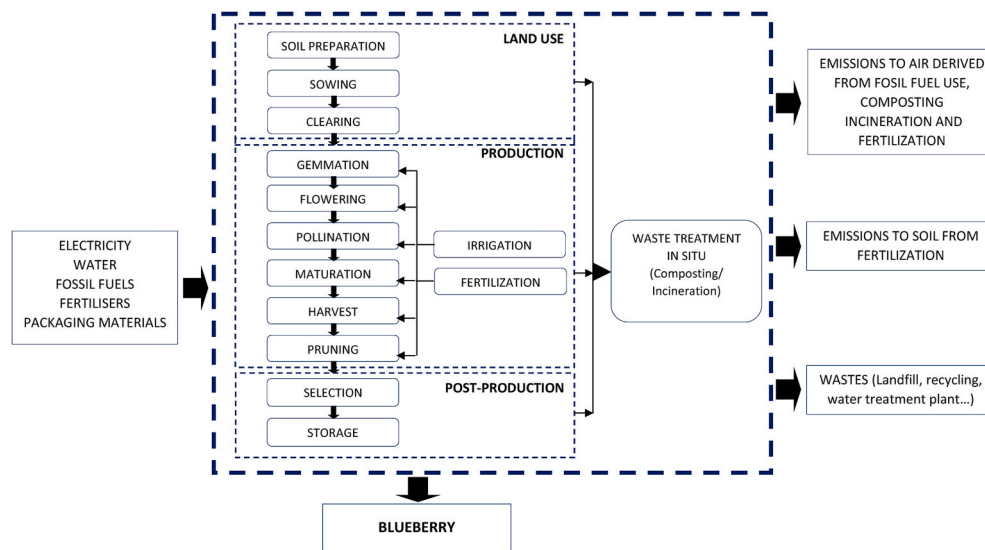 ELECTRICITY
WATER
FOSSIL FUELS
FERTILISERS
PACKAGING MATERIALS
LAND USE
SOIL PREPARATION
SOWING
CLEARING
PRODUCTION
GEMMATION
FLOWERING
POLLINATION
MATURATION
HARVEST
PRUNING
IRRIGATION
FERTILIZATION
POST-PRODUCTION
SELECTION
STORAGE
WASTE TREATMENT
IN SITU
(Composting/
Incineration)
EMISSIONS TO AIR DERIVED
FROM FOSIL FUEL USE,
COMPOSTING
INCINERATION AND
FERTILIZATION
EMISSIONS TO SOIL FROM
FERTILIZATION
WASTES (Landfill, recycling,
water treatment plant...)
BLUEBERRY